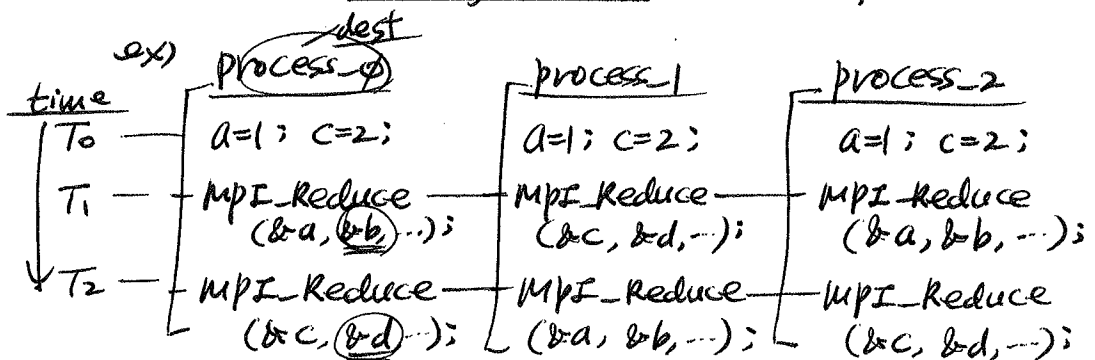 dest
ex) process_0 process_1 process_2
time
T0 a=1; c=2; a=1; c=2; a=1; c=2;
T1 MPI_Reduce MPI_Reduce MPI_Reduce
(&a, &b, ...); (&c, &d, ...); (&a, &b, ...);
T2 MPI_Reduce MPI_Reduce MPI_Reduce
(&c, &d ...); (&a, &b, ...); (&c, &d, ...);